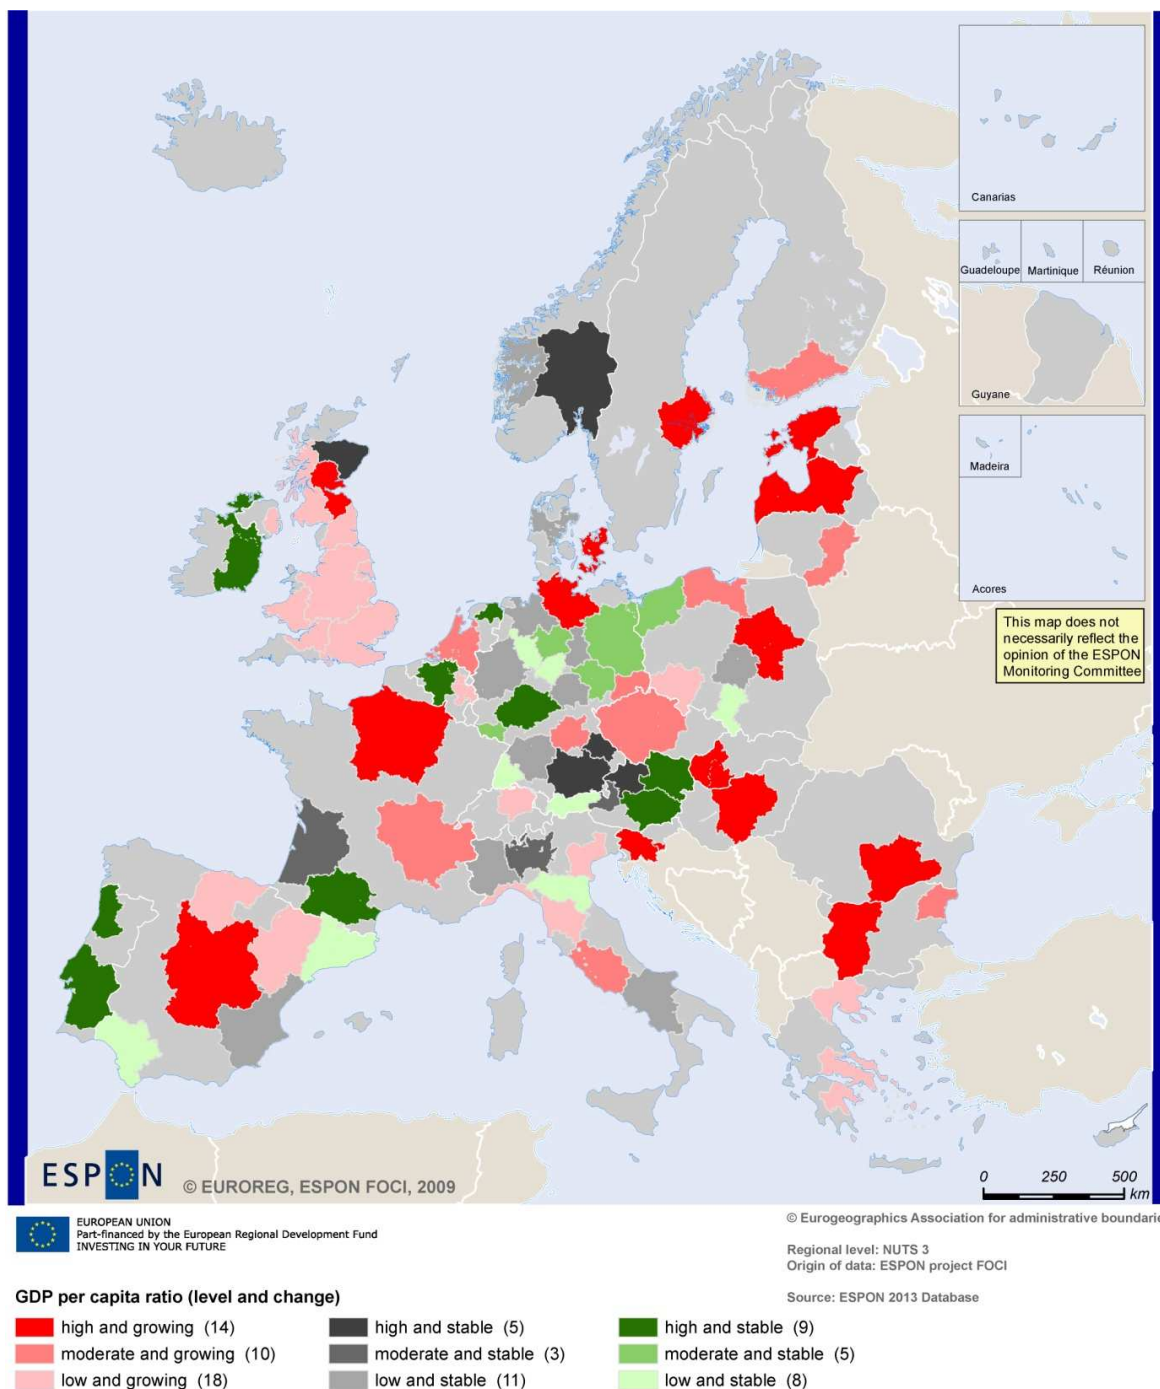 Canarias
Guadeloupe
Martinique
Réunion
Guyane
Madeira
Acores
This map does not
necessarily reflect the
opinion of the ESPON
Monitoring Committee
ESPON
© EUROREG, ESPON FOCI, 2009
0 250 500
km
EUROPEAN UNION
Part-financed by the European Regional Development Fund
INVESTING IN YOUR FUTURE
© Eurogeographics Association for administrative boundarie
Regional level: NUTS 3
Origin of data: ESPON project FOCI
Source: ESPON 2013 Database
GDP per capita ratio (level and change)
high and growing (14) high and stable (5) high and stable (9)
moderate and growing (10) moderate and stable (3) moderate and stable (5)
low and growing (18) low and stable (11) low and stable (8)